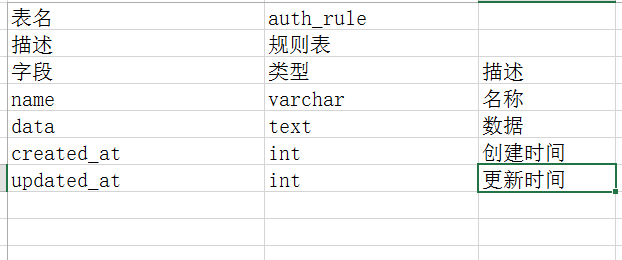 表名 auth_rule
描述 规则表
字段 类型 描述
name varchar 名称
data text 数据
created_at int 创建时间
updated_at int 更新时间